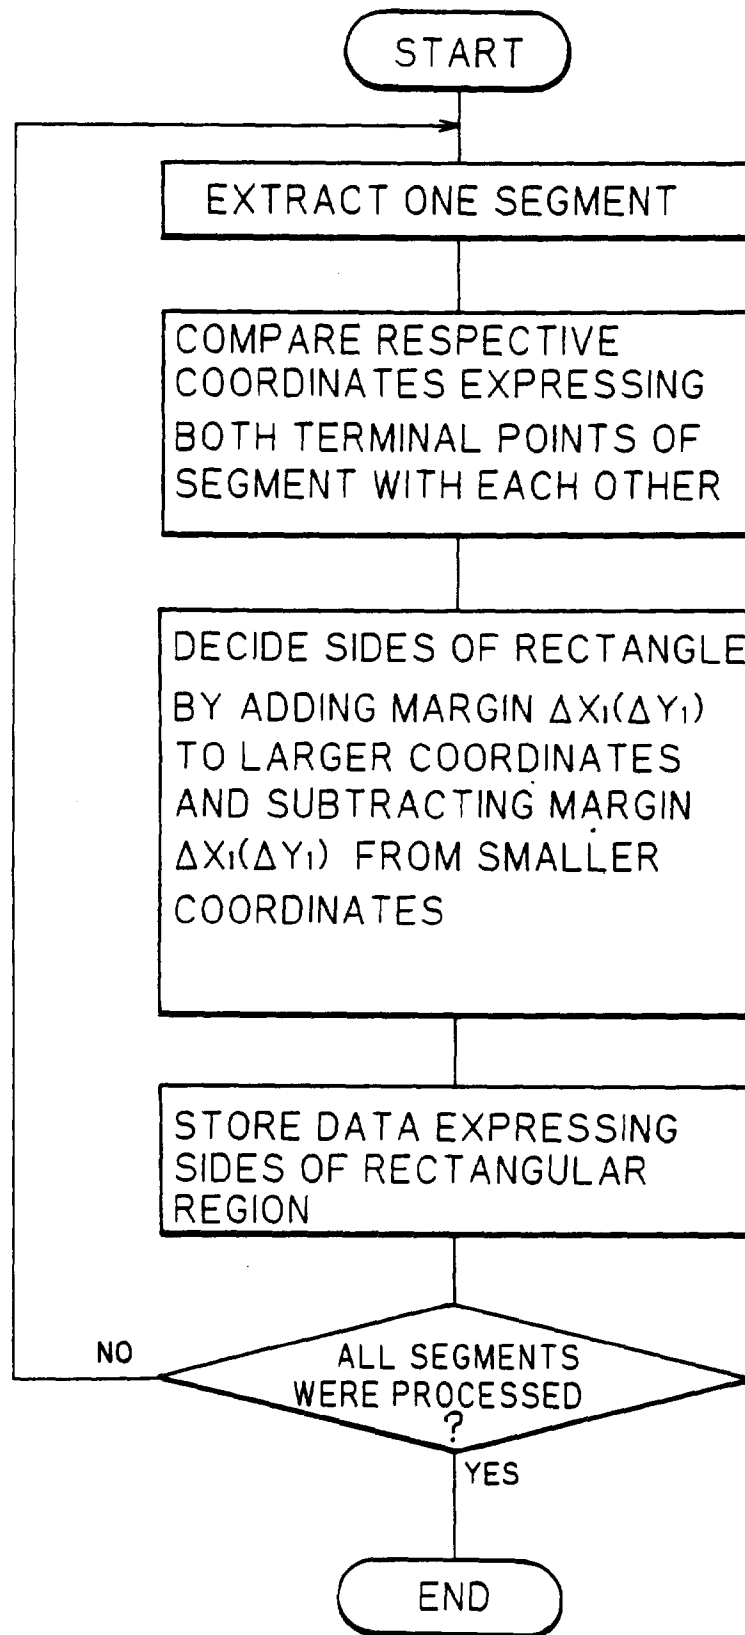 START
EXTRACT ONE SEGMENT
COMPARE RESPECTIVE
COORDINATES EXPRESSING
BOTH TERMINAL POINTS OF
SEGMENT WITH EACH OTHER
DECIDE SIDES OF RECTANGLE
BY ADDING MARGIN ΔX₁(ΔY₁)
TO LARGER COORDINATES
AND SUBTRACTING MARGIN
ΔX₁(ΔY₁) FROM SMALLER
COORDINATES
STORE DATA EXPRESSING
SIDES OF RECTANGULAR
REGION
NO
ALL SEGMENTS
WERE PROCESSED
?
YES
END